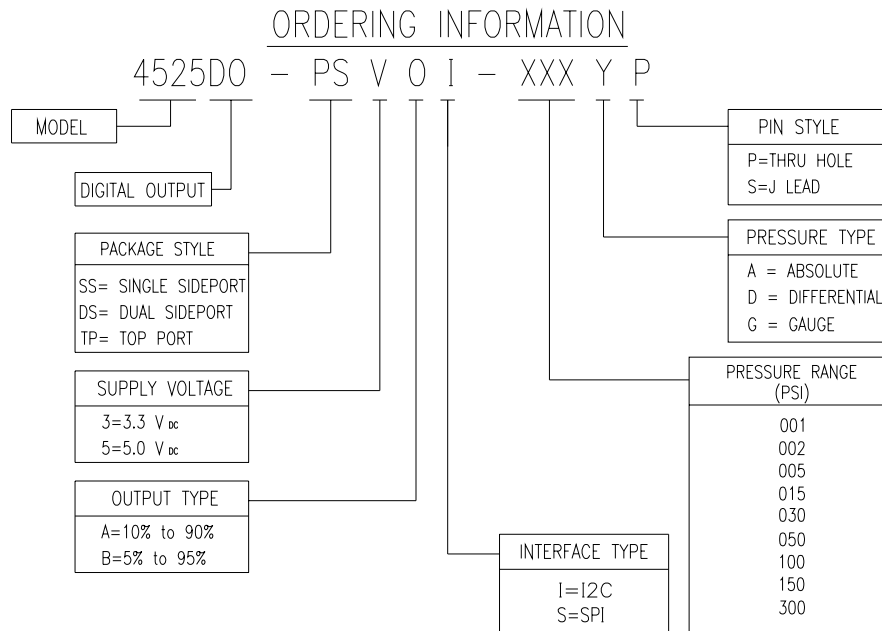 ORDERING INFORMATION
4525DO - PS V O I - XXX Y P
MODEL
DIGITAL OUTPUT
PACKAGE STYLE
SS= SINGLE SIDEPORT
DS= DUAL SIDEPORT
TP= TOP PORT
SUPPLY VOLTAGE
3=3.3 V DC
5=5.0 V DC
OUTPUT TYPE
A=10% to 90%
B=5% to 95%
INTERFACE TYPE
I=I2C
S=SPI
PIN STYLE
P=THRU HOLE
S=J LEAD
PRESSURE TYPE
A = ABSOLUTE
D = DIFFERENTIAL
G = GAUGE
PRESSURE RANGE
(PSI)
001
002
005
015
030
050
100
150
300